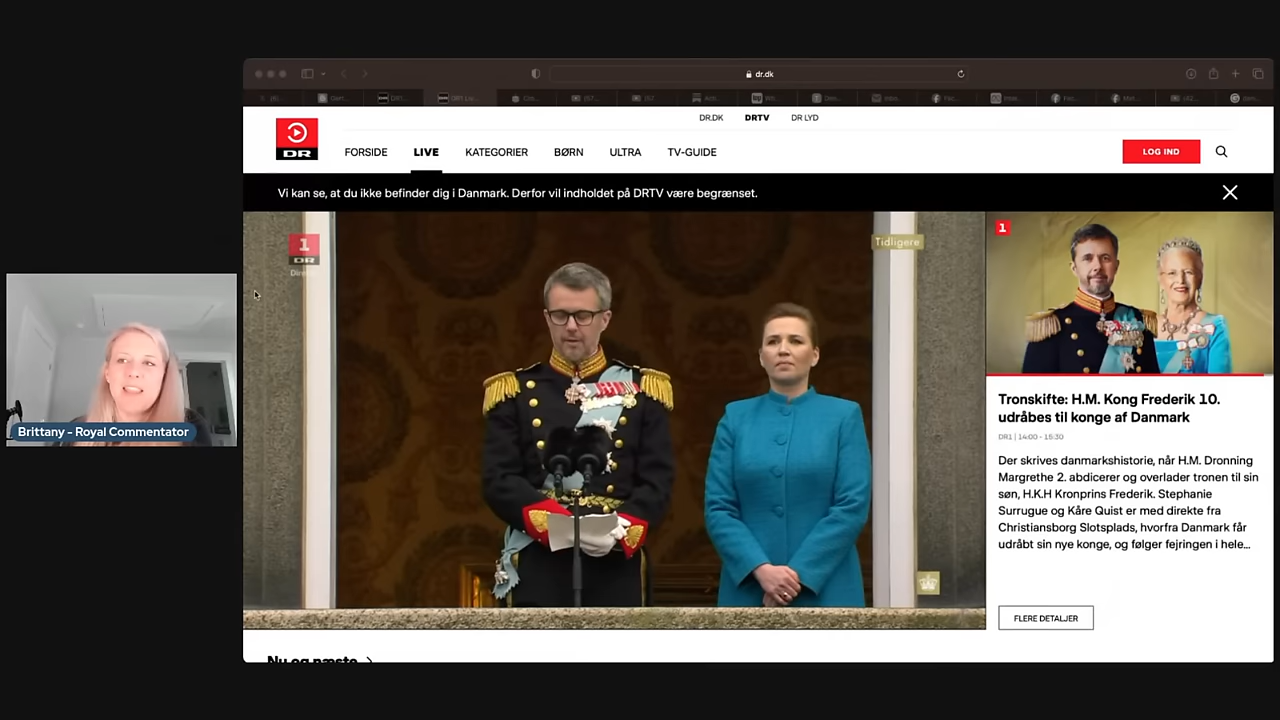 dr.dk
DR.DK DRTV DR LYD
DR
FORSIDE LIVE KATEGORIER BØRN ULTRA TV-GUIDE
LOG IND
Vi kan se, at du ikke befinder dig i Danmark. Derfor vil indholdet på DRTV være begrænset.
1
DR
Tidligere
1
Brittany - Royal Commentator
Tronskifte: H.M. Kong Frederik 10.
udråbes til konge af Danmark
DR1 | 14:00 - 15:30
Der skrives danmarkshistorie, når H.M. Dronning
Margrethe 2. abdicerer og overlader tronen til sin
søn, H.K.H Kronprins Frederik. Stephanie
Surrugue og Kåre Quist er med direkte fra
Christiansborg Slotsplads, hvorfra Danmark får
udråbt sin nye konge, og følger fejringen i hele...
FLERE DETALJER
Nu og næste